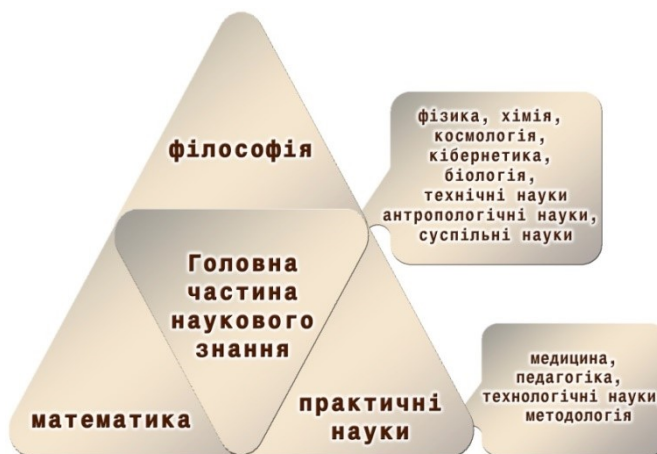 філософія
фізика, хімія,
космологія,
кібернетика,
біологія,
технічні науки
антропологічні науки,
суспільні науки
Головна
частина
наукового
знання
математика
практичні
науки
медицина,
педагогіка,
технологічні науки
методологія